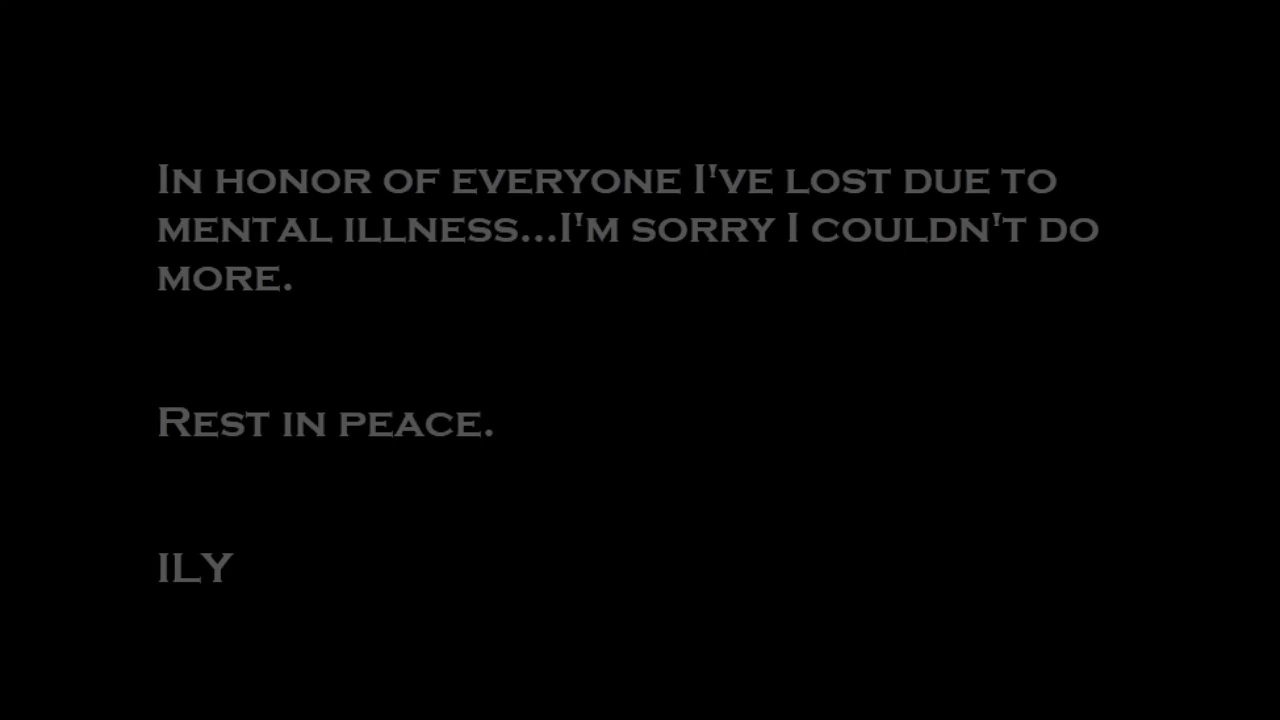 In honor of everyone I've lost due to
mental illness...I'm sorry I couldn't do
more.
Rest in peace.
ILY